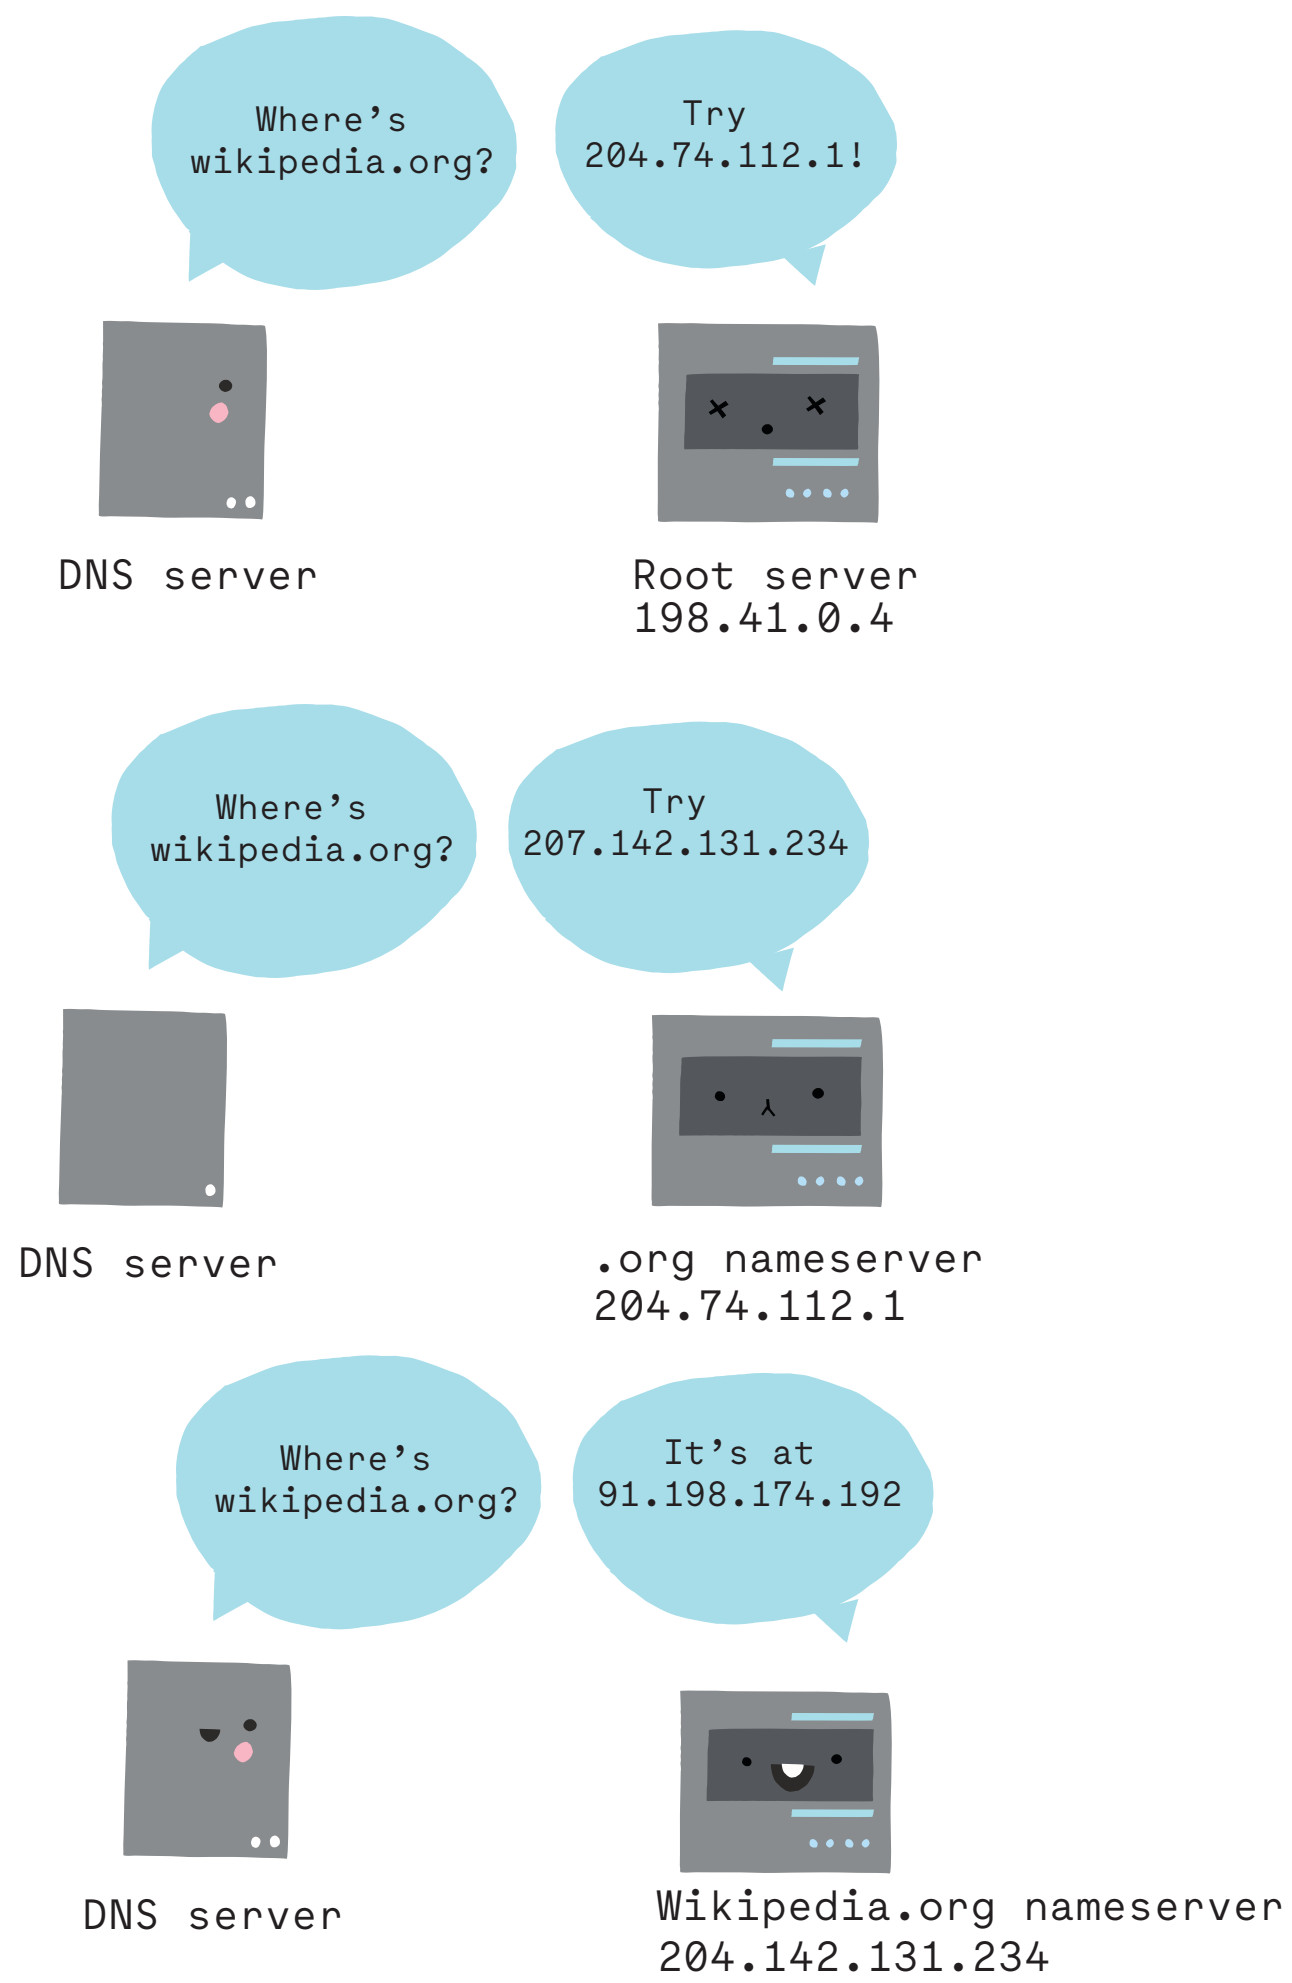 Where’s
wikipedia.org?
Try
204.74.112.1!
DNS server
Root server
198.41.0.4
Where’s
wikipedia.org?
Try
207.142.131.234
DNS server
.org nameserver
204.74.112.1
Where’s
wikipedia.org?
It’s at
91.198.174.192
DNS server
Wikipedia.org nameserver
204.142.131.234